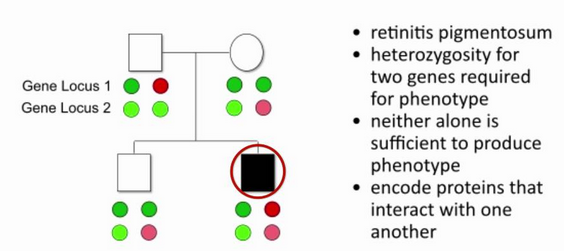 Gene Locus 1
Gene Locus 2
• retinitis pigmentosum
• heterozygosity for
two genes required
for phenotype
• neither alone is
sufficient to produce
phenotype
• encode proteins that
interact with one
another